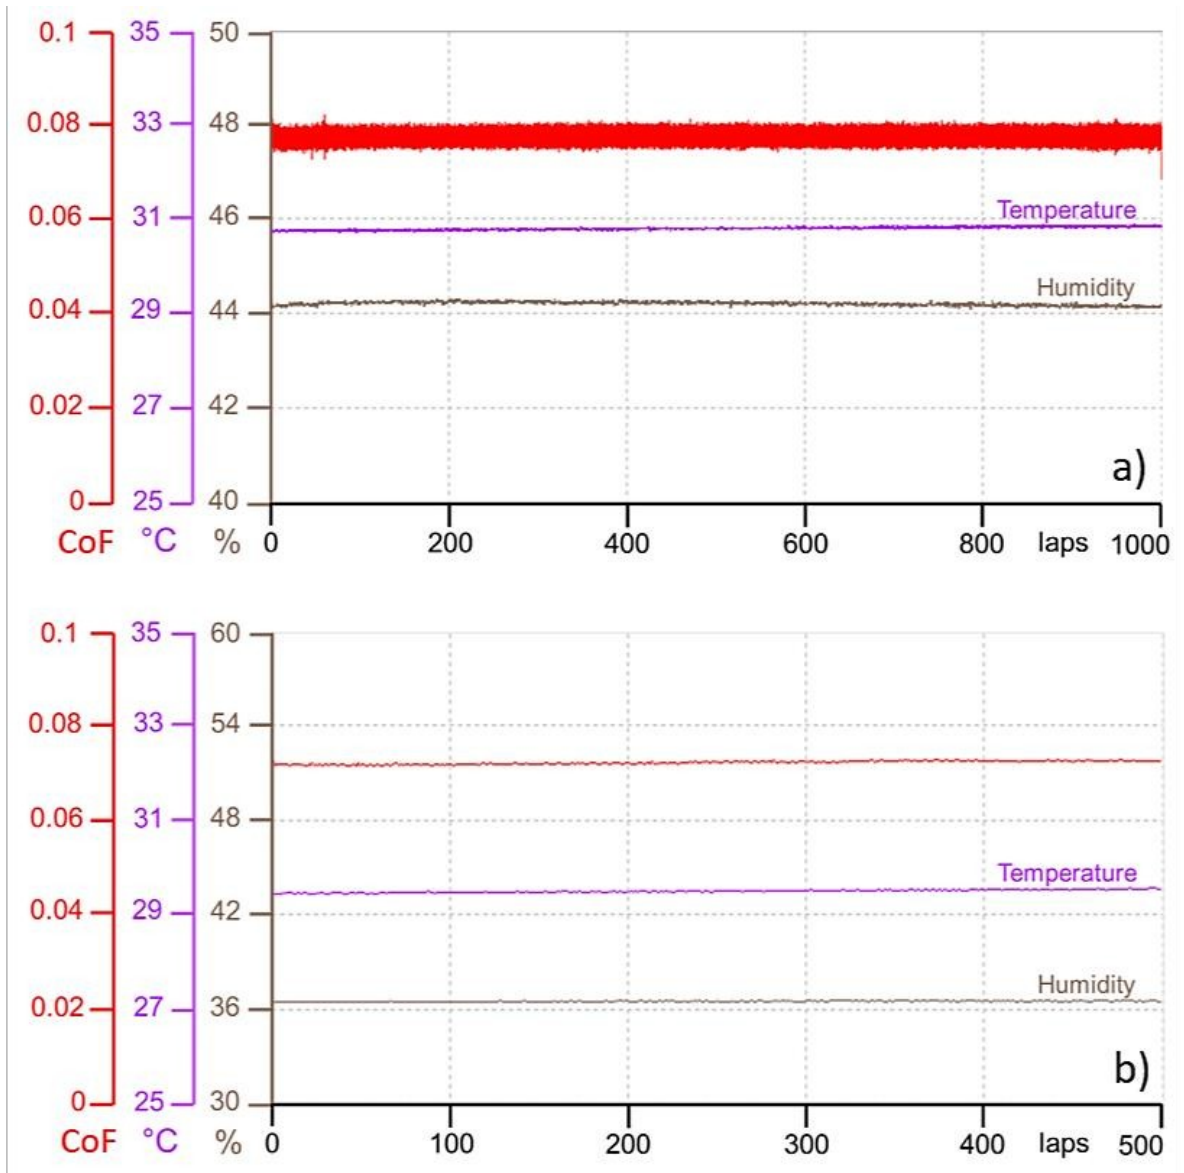 0.1 35 50
0.08 33 48
0.06 31 46
Temperature
Humidity
0.04 29 44
0.02 27 42
a)
0 25 40
CoF °C % 0 200 400 600 800 laps 1000
0.1 35 60
0.08 33 54
0.06 31 48
Temperature
0.04 29 42
Humidity
0.02 27 36
b)
0 25 30
CoF °C % 0 100 200 300 400 laps 500